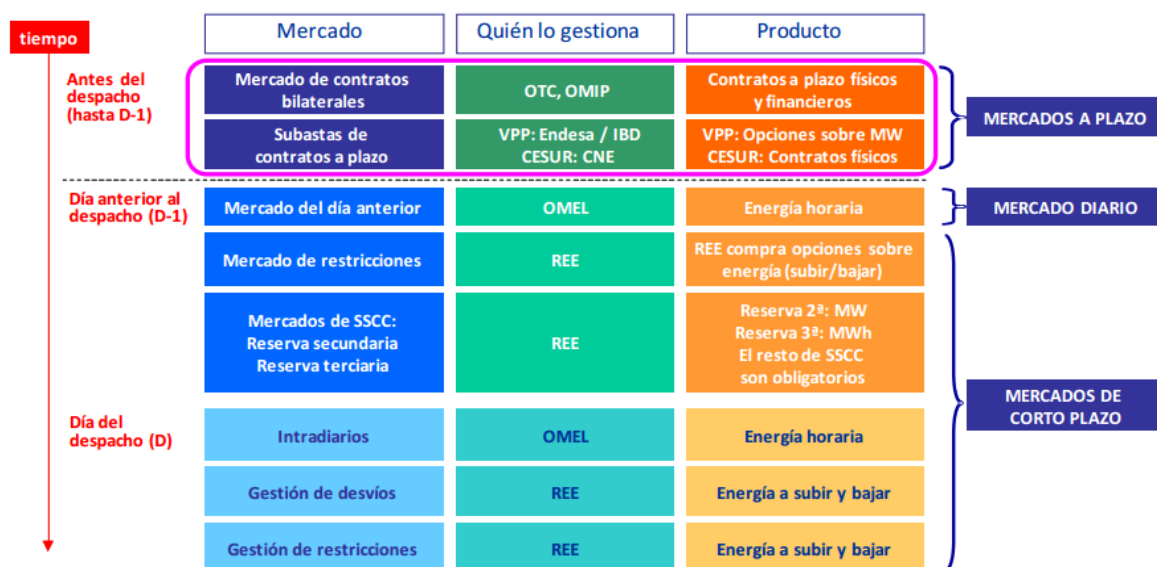 tiempo
Mercado
Quién lo gestiona
Producto
Antes del
despacho
(hasta D-1)
Mercado de contratos
bilaterales
OTC, OMIP
Contratos a plazo físicos
y financieros
Subastas de
contratos a plazo
VPP: Endesa / IBD
CESUR: CNE
VPP: Opciones sobre MW
CESUR: Contratos físicos
MERCADOS A PLAZO
Día anterior al
despacho (D-1)
Mercado del día anterior
OMEL
Energía horaria
MERCADO DIARIO
Mercado de restricciones
REE
REE compra opciones sobre
energía (subir/bajar)
Mercados de SSCC:
Reserva secundaria
Reserva terciaria
REE
Reserva 2ª: MW
Reserva 3ª: MWh
El resto de SSCC
son obligatorios
MERCADOS DE
CORTO PLAZO
Día del
despacho (D)
Intradiarios
OMEL
Energía horaria
Gestión de desvíos
REE
Energía a subir y bajar
Gestión de restricciones
REE
Energía a subir y bajar